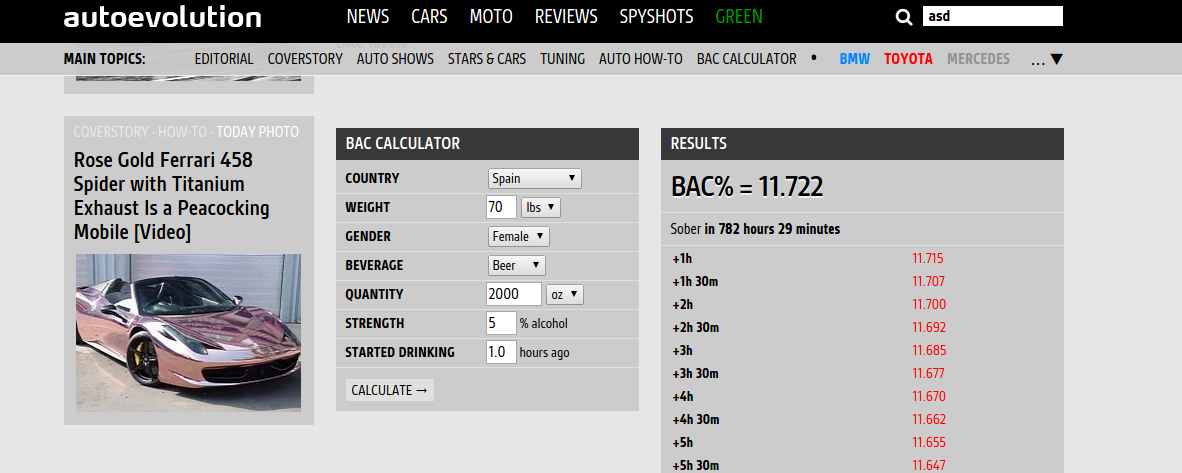 autoevolution
NEWS CARS MOTO REVIEWS SPYSHOTS GREEN
asd
MAIN TOPICS: EDITORIAL COVERSTORY AUTO SHOWS STARS & CARS TUNING AUTO HOW-TO BAC CALCULATOR • BMW TOYOTA MERCEDES ... ▼
COVERSTORY · HOW-TO · TODAY PHOTO
Rose Gold Ferrari 458
Spider with Titanium
Exhaust Is a Peacocking
Mobile [Video]
BAC CALCULATOR
COUNTRY Spain
WEIGHT 70 lbs
GENDER Female
BEVERAGE Beer
QUANTITY 2000 oz
STRENGTH 5 % alcohol
STARTED DRINKING 1.0 hours ago
CALCULATE →
RESULTS
BAC% = 11.722
Sober in 782 hours 29 minutes
+1h 11.715
+1h 30m 11.707
+2h 11.700
+2h 30m 11.692
+3h 11.685
+3h 30m 11.677
+4h 11.670
+4h 30m 11.662
+5h 11.655
+5h 30m 11.647